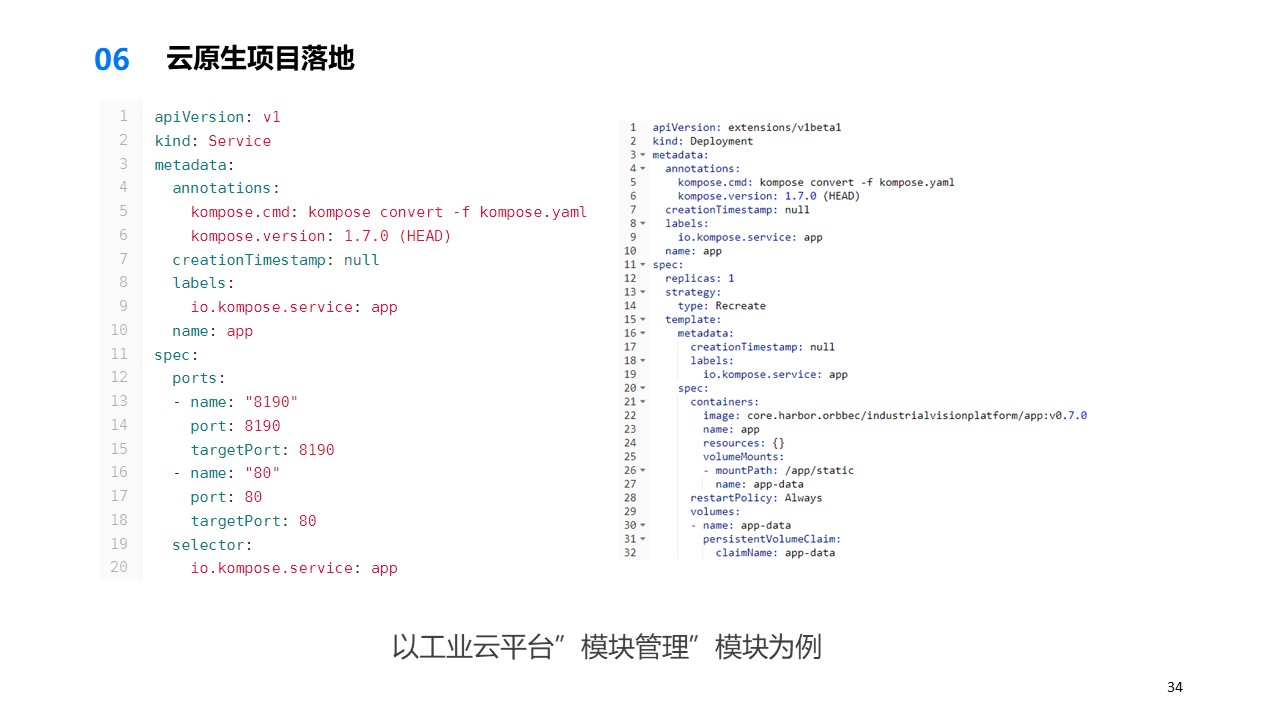 06 云原生项目落地
1 apiVersion: v1
2 kind: Service
3 metadata:
4   annotations:
5     kompose.cmd: kompose convert -f kompose.yaml
6     kompose.version: 1.7.0 (HEAD)
7   creationTimestamp: null
8   labels:
9     io.kompose.service: app
10   name: app
11 spec:
12   ports:
13   - name: "8190"
14     port: 8190
15     targetPort: 8190
16   - name: "80"
17     port: 80
18     targetPort: 80
19   selector:
20     io.kompose.service: app
1 apiVersion: extensions/v1beta1
2 kind: Deployment
3 metadata:
4   annotations:
5     kompose.cmd: kompose convert -f kompose.yaml
6     kompose.version: 1.7.0 (HEAD)
7   creationTimestamp: null
8   labels:
9     io.kompose.service: app
10   name: app
11 spec:
12   replicas: 1
13   strategy:
14     type: Recreate
15   template:
16     metadata:
17       creationTimestamp: null
18       labels:
19         io.kompose.service: app
20     spec:
21       containers:
22         image: core.harbor.orbbec/industrialvisionplatform/app:v0.7.0
23         name: app
24         resources: {}
25         volumeMounts:
26         - mountPath: /app/static
27           name: app-data
28       restartPolicy: Always
29       volumes:
30       - name: app-data
31         persistentVolumeClaim:
32           claimName: app-data
以工业云平台”模块管理”模块为例
34